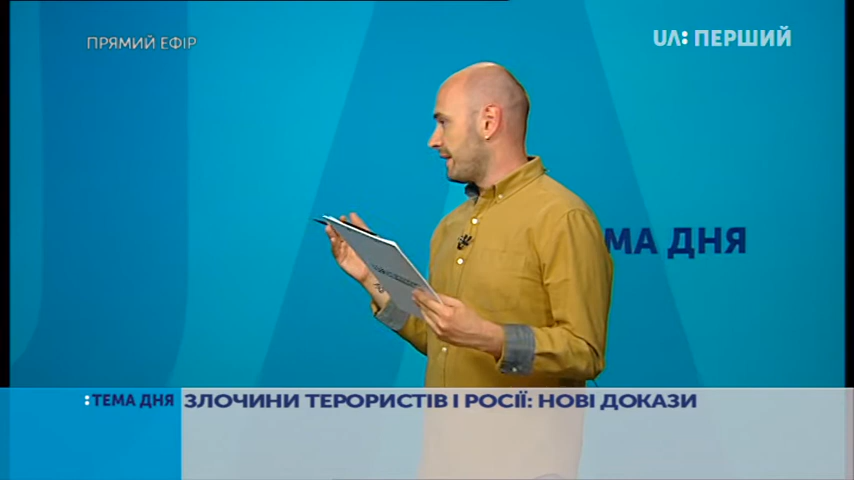 ПРЯМИЙ ЕФІР
UA: ПЕРШИЙ
МА ДНЯ
:ТЕМА ДНЯ
ЗЛОЧИНИ ТЕРОРИСТІВ І РОСІЇ: НОВІ ДОКАЗИ